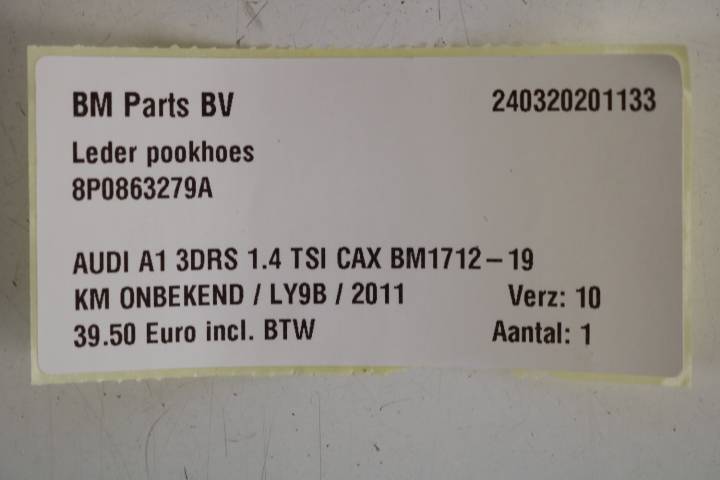 BM Parts BV 240320201133
Leder pookhoes
8P0863279A
AUDI A1 3DRS 1.4 TSI CAX BM1712-19
KM ONBEKEND / LY9B / 2011 Verz: 10
39.50 Euro incl. BTW Aantal: 1